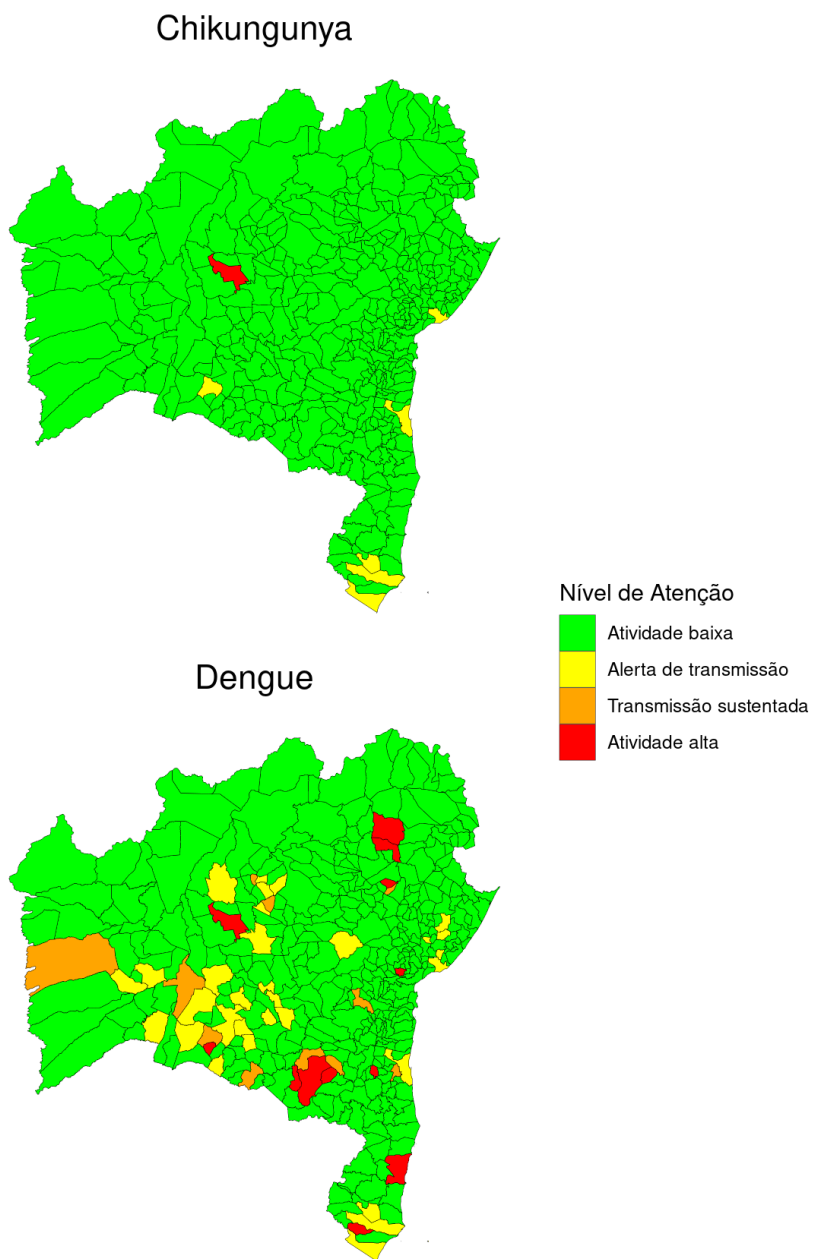 Chikungunya
Nível de Atenção
Atividade baixa
Alerta de transmissão
Transmissão sustentada
Atividade alta
Dengue